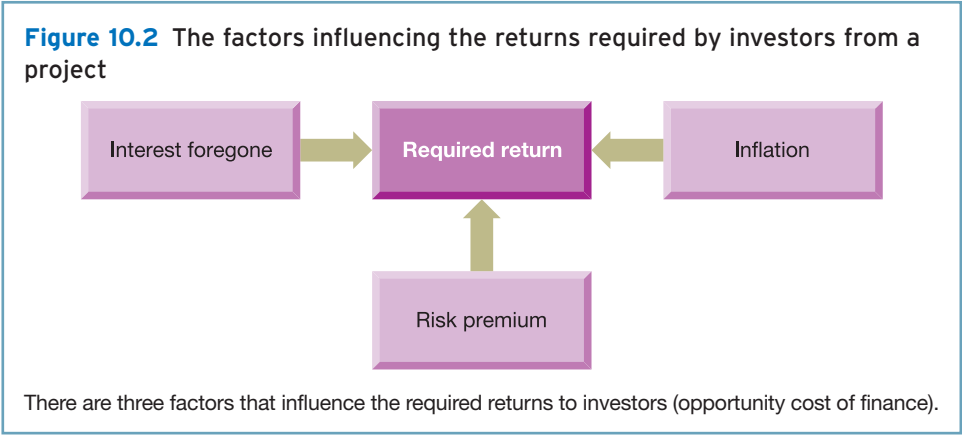 Figure 10.2 The factors influencing the returns required by investors from a
project
Interest foregone
Required return
Inflation
Risk premium
There are three factors that influence the required returns to investors (opportunity cost of finance).